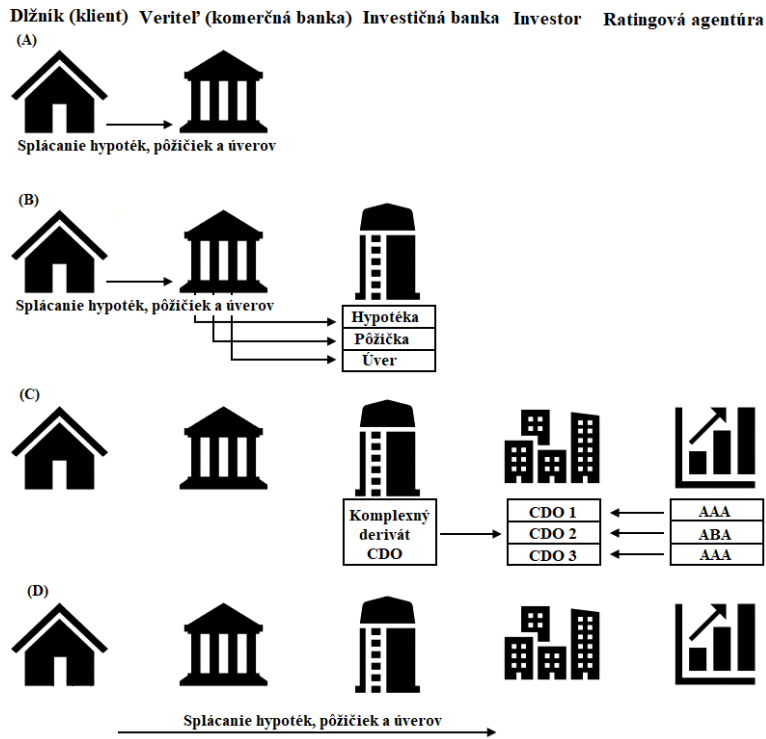 Dlžník (klient) Veriteľ (komerčná banka) Investičná banka Investor Ratingová agentúra
(A)
Splácanie hypoték, pôžičiek a úverov
(B)
Splácanie hypoték, pôžičiek a úverov
Hypotéka
Pôžička
Úver
(C)
Komplexný
derivát
CDO
CDO 1
CDO 2
CDO 3
AAA
ABA
AAA
(D)
Splácanie hypoték, pôžičiek a úverov